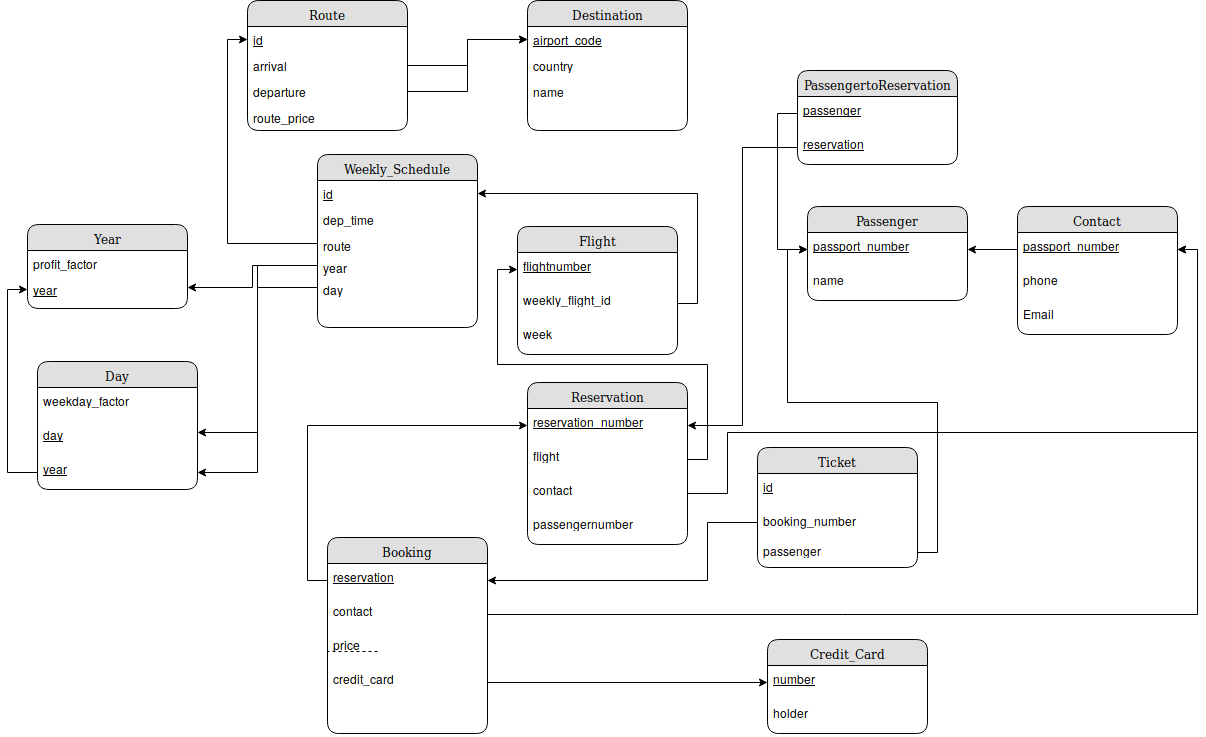 Route
id
arrival
departure
route_price
Destination
airport_code
country
name
PassengertoReservation
passenger
reservation
Weekly_Schedule
id
dep_time
route
year
day
Year
profit_factor
year
Flight
flightnumber
weekly_flight_id
week
Passenger
passport_number
name
Contact
passport_number
phone
Email
Day
weekday_factor
day
year
Reservation
reservation_number
flight
contact
passengernumber
Ticket
id
booking_number
passenger
Booking
reservation
contact
price
credit_card
Credit_Card
number
holder